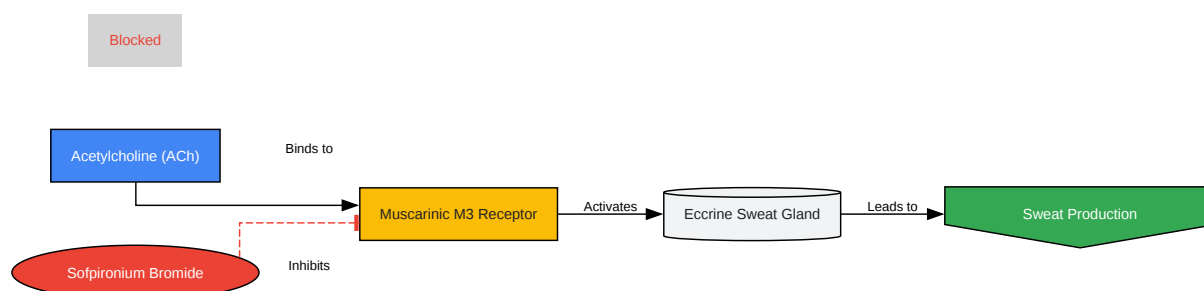 Blocked
Acetylcholine (ACh)
Binds to
Muscarinic M3 Receptor
Activates
Eccrine Sweat Gland
Leads to
Sweat Production
Sofpironium Bromide
Inhibits